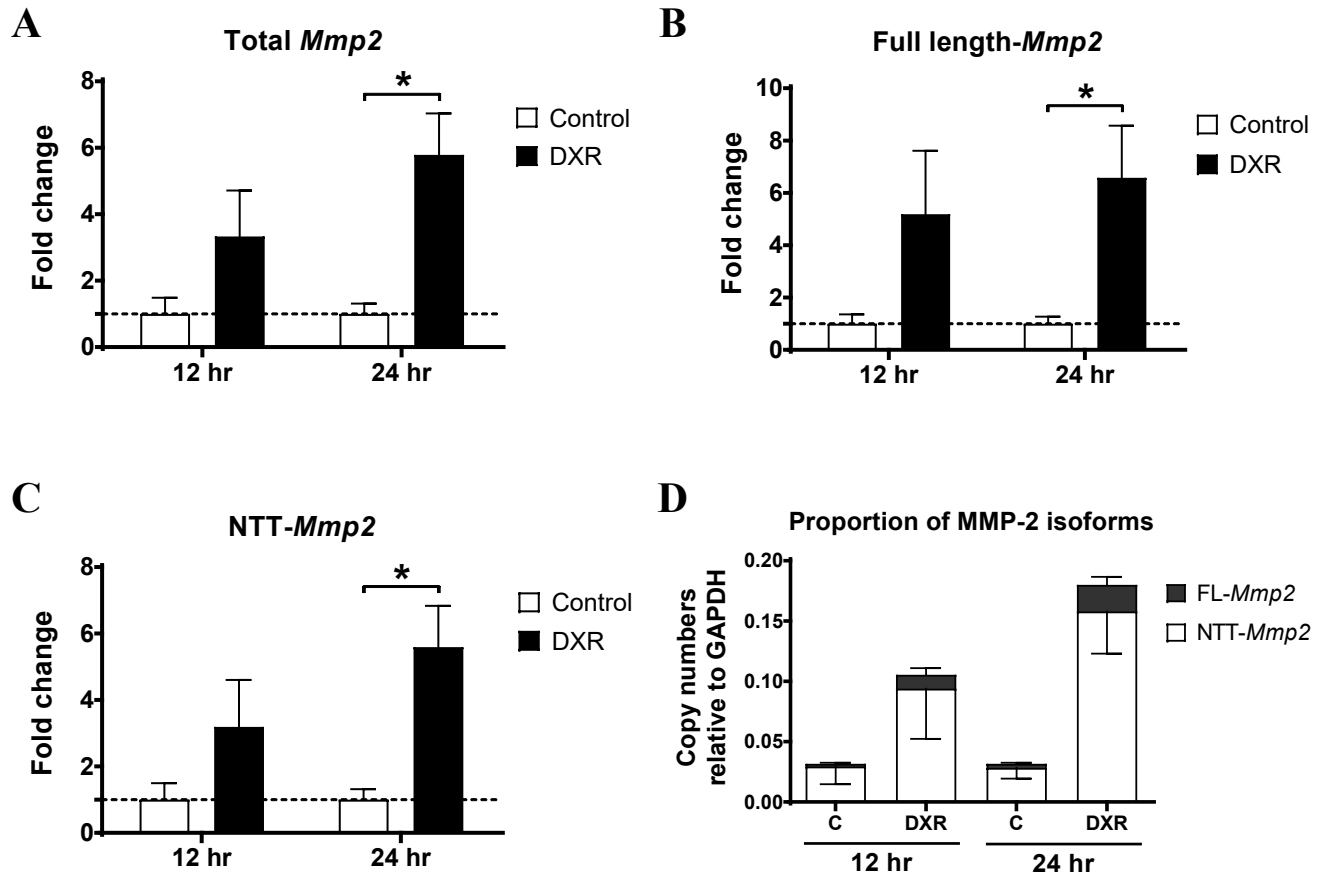 A
Total Mmp2
Fold change
8
6
4
2
0
*
12 hr
24 hr
Control
DXR
B
Full length-Mmp2
Fold change
10
8
6
4
2
0
*
12 hr
24 hr
Control
DXR
C
NTT-Mmp2
Fold change
8
6
4
2
0
*
12 hr
24 hr
Control
DXR
D
Proportion of MMP-2 isoforms
Copy numbers
relative to GAPDH
0.20
0.15
0.10
0.05
0.00
C
DXR
C
DXR
12 hr
24 hr
FL-Mmp2
NTT-Mmp2